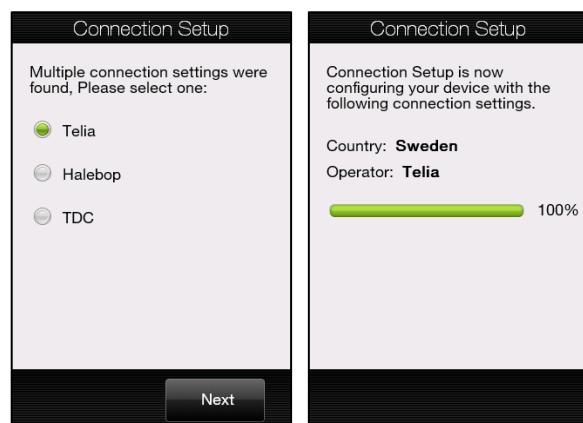 Connection Setup
Multiple connection settings were
found, Please select one:
Telia
Halebop
TDC
Next
Connection Setup
Connection Setup is now
configuring your device with the
following connection settings.
Country: Sweden
Operator: Telia
100%